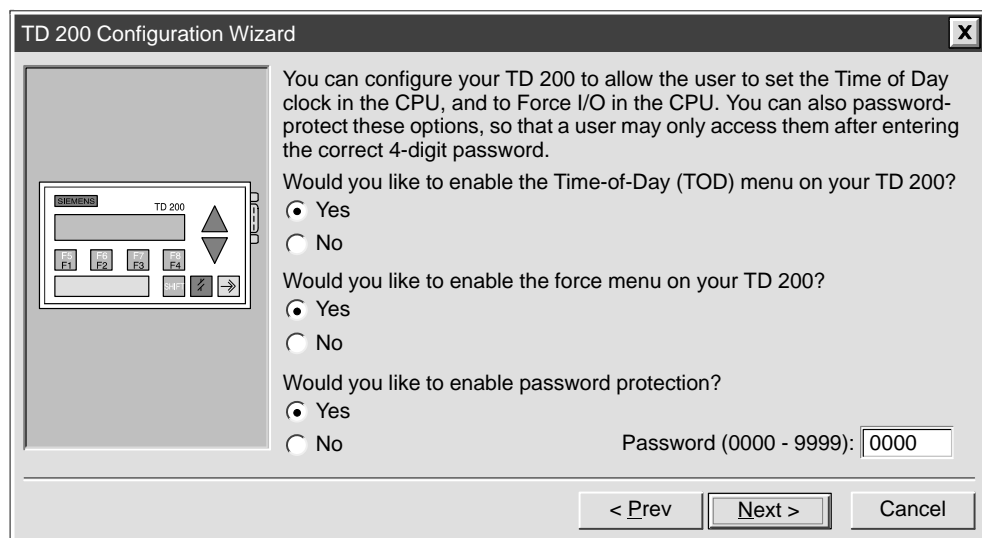 TD 200 Configuration Wizard
X
You can configure your TD 200 to allow the user to set the Time of Day
clock in the CPU, and to Force I/O in the CPU. You can also password-
protect these options, so that a user may only access them after entering
the correct 4-digit password.
Would you like to enable the Time-of-Day (TOD) menu on your TD 200?
Yes
No
Would you like to enable the force menu on your TD 200?
Yes
No
Would you like to enable password protection?
Yes
No
Password (0000 - 9999): 0000
SIEMENS
TD 200
F5 F6 F7 F8
F1 F2 F3 F4
SHIFT
< Prev Next > Cancel